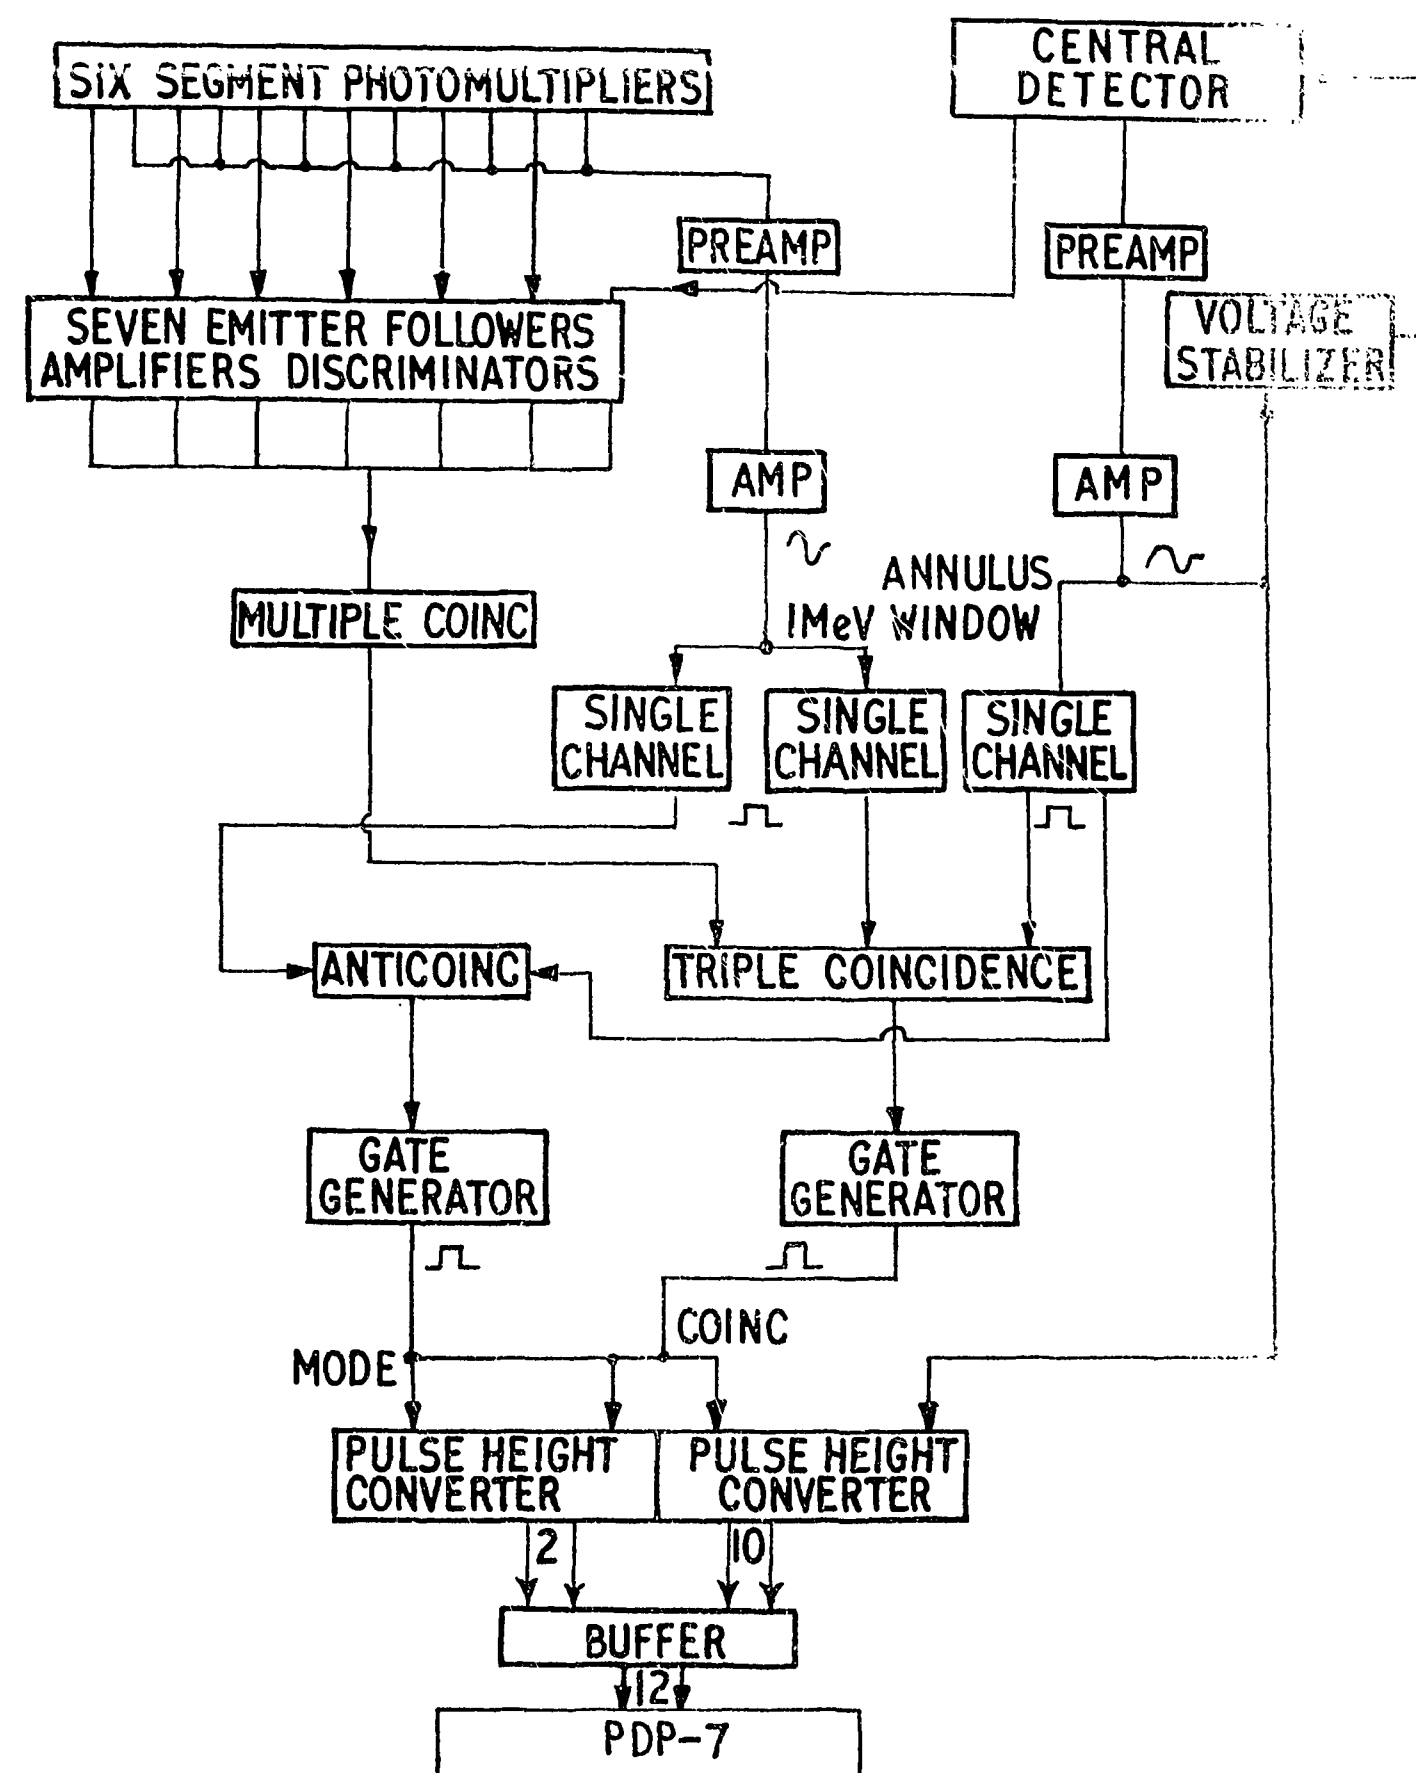 SIX SEGMENT PHOTOMULTIPLIERS
CENTRAL
DETECTOR
PREAMP
PREAMP
SEVEN EMITTER FOLLOWERS
AMPLIFIERS DISCRIMINATORS
VOLTAGE
STABILIZER
AMP
AMP
ANNULUS
1MeV WINDOW
MULTIPLE COINC
SINGLE
CHANNEL
SINGLE
CHANNEL
SINGLE
CHANNEL
ANTICOINC
TRIPLE COINCIDENCE
GATE
GENERATOR
GATE
GENERATOR
COINC
MODE
PULSE HEIGHT
CONVERTER
PULSE HEIGHT
CONVERTER
2
10
BUFFER
12
PDP-7